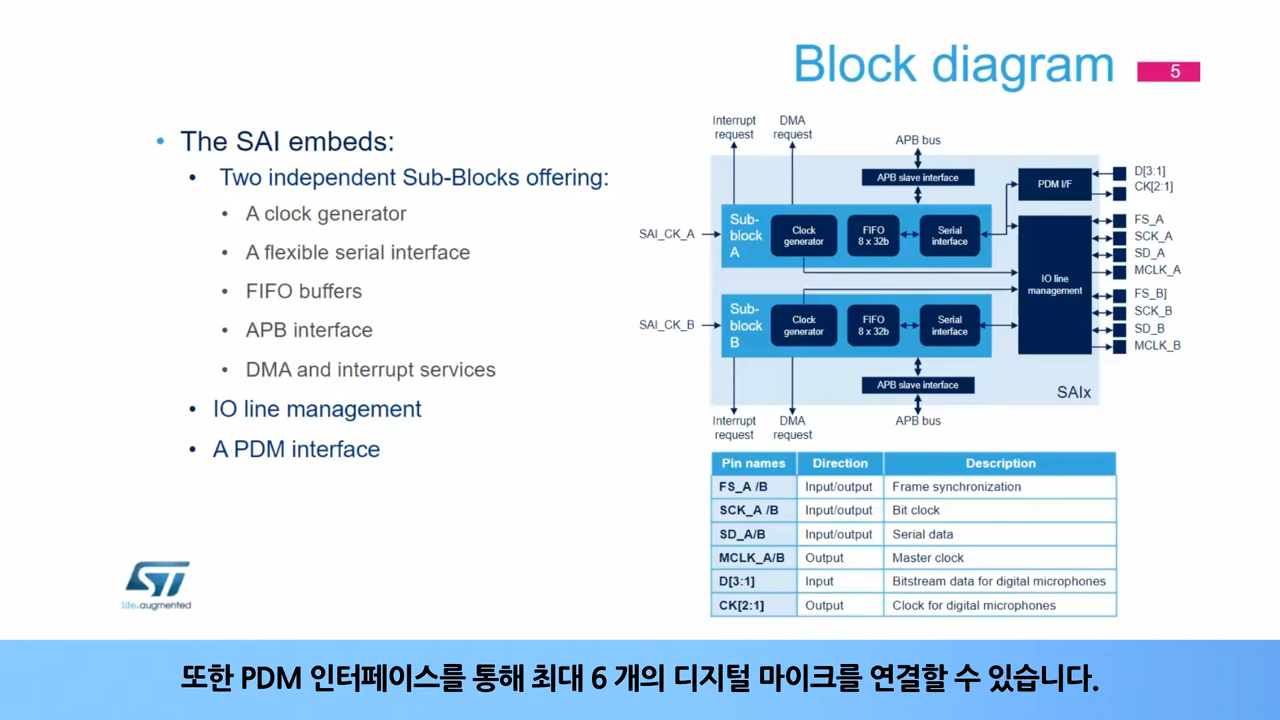 Block diagram
5
• The SAI embeds:
• Two independent Sub-Blocks offering:
• A clock generator
• A flexible serial interface
• FIFO buffers
• APB interface
• DMA and interrupt services
• IO line management
• A PDM interface
Interrupt
request
DMA
request
APB bus
APB slave interface
PDM I/F
D[3:1]
CK[2:1]
SAI_CK_A
Sub-
block
A
Clock
generator
FIFO
8 x 32b
Serial
interface
IO line
management
FS_A
SCK_A
SD_A
MCLK_A
FS_B]
SCK_B
SD_B
MCLK_B
SAI_CK_B
Sub-
block
B
Clock
generator
FIFO
8 x 32b
Serial
interface
APB slave interface
SAIx
Interrupt
request
DMA
request
APB bus
Pin names Direction Description
FS_A /B Input/output Frame synchronization
SCK_A /B Input/output Bit clock
SD_A/B Input/output Serial data
MCLK_A/B Output Master clock
D[3:1] Input Bitstream data for digital microphones
CK[2:1] Output Clock for digital microphones
ST
life.augmented
또한 PDM 인터페이스를 통해 최대 6 개의 디지털 마이크를 연결할 수 있습니다.